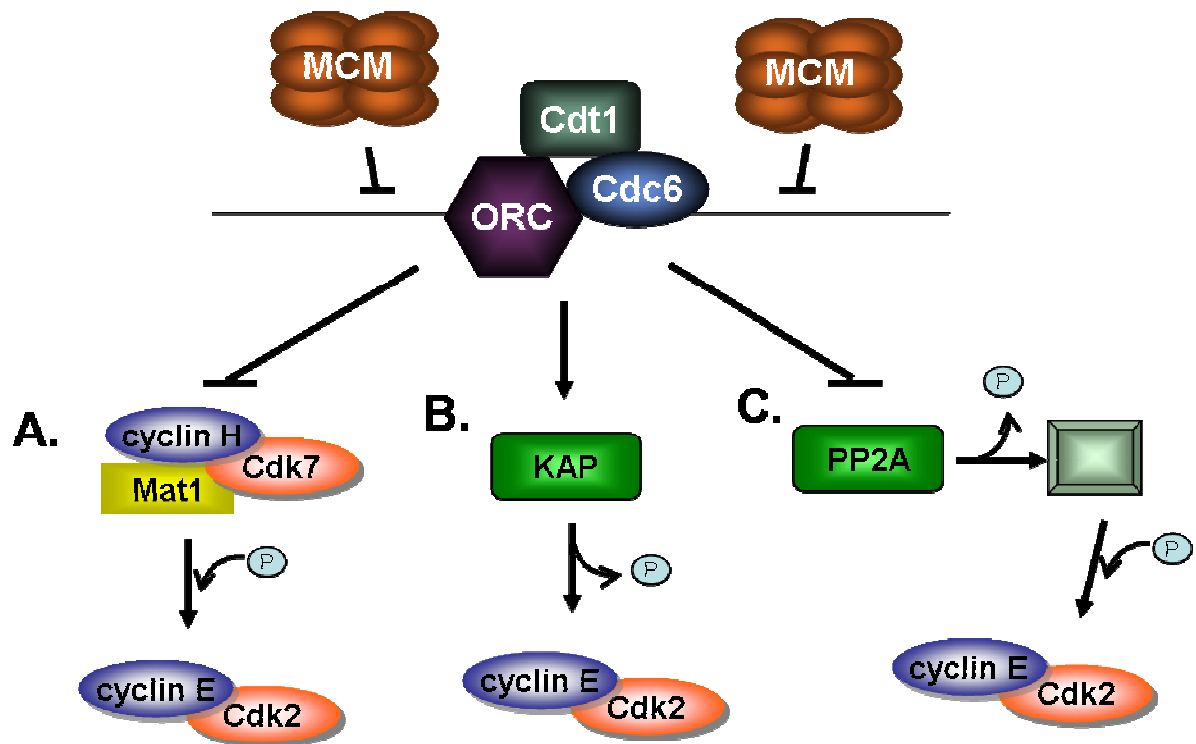 MCM
MCM
Cdt1
Cdc6
ORC
A.
cyclin H
Cdk7
Mat1
P
cyclin E
Cdk2
B.
KAP
P
cyclin E
Cdk2
C.
PP2A
P
P
cyclin E
Cdk2